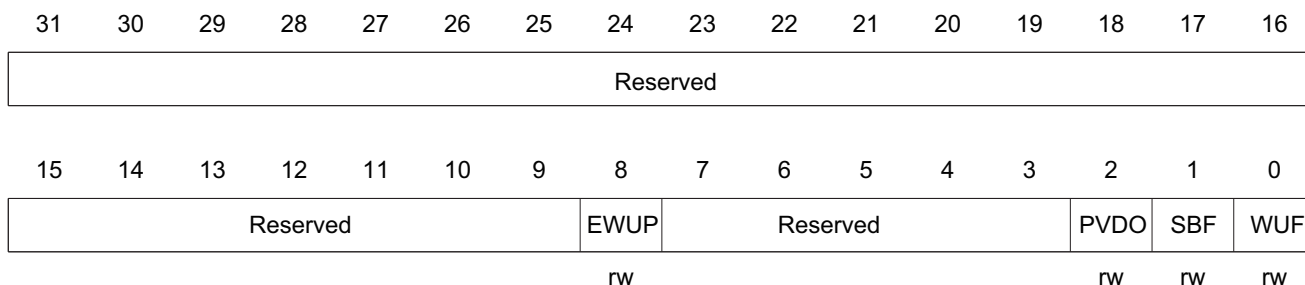 31 30 29 28 27 26 25 24 23 22 21 20 19 18 17 16
Reserved
15 14 13 12 11 10 9 8 7 6 5 4 3 2 1 0
Reserved EWUP Reserved PVDO SBF WUF
rw rw rw rw